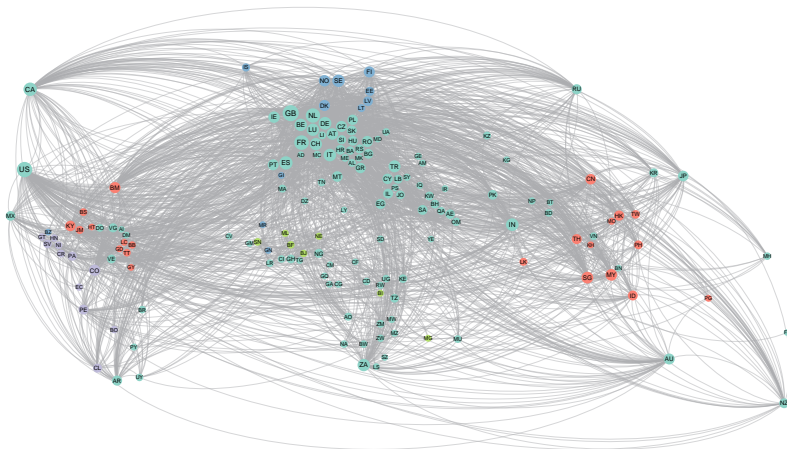 IS
NO SE FI
CA
EE
RU
DK
LV
LT
GB NL
IE
BE DE PL
LU AT CZ SK UA
LI HU RO MD
FR CH SI
HR BA RS
AD MC IT ME MK BG
AL
PT ES GR
KZ
GE
AM
KG
US
GI
MT TR
CY LB SY
TN
KR JP
CN
BM
MA
PS IQ IR
IL JO KW
PK NP BT
DZ
EG
BH
QA AE
SA OM
LY
BD
MX
BS
HK TW
MO
KY JM HT DO VG AI
DM
BZ
GT HN
SV NI
LC BB
GD TT
CR PA
VE
GY
CO
CV
MR
ML
GM SN BF NE
GN BJ NG
LR CI GH TG
SD YE
IN
TH VN
KH PH
LK
SG MY BN
MH
CM CF
GQ
GA CG
CD UG KE
RW
BI
TZ
ID
PG
EC
PE
BR
BO
PY
CL AR UY
AO
MW
ZM
MZ
ZW
NA BW
MG MU
SZ
ZA LS
AU
NZ